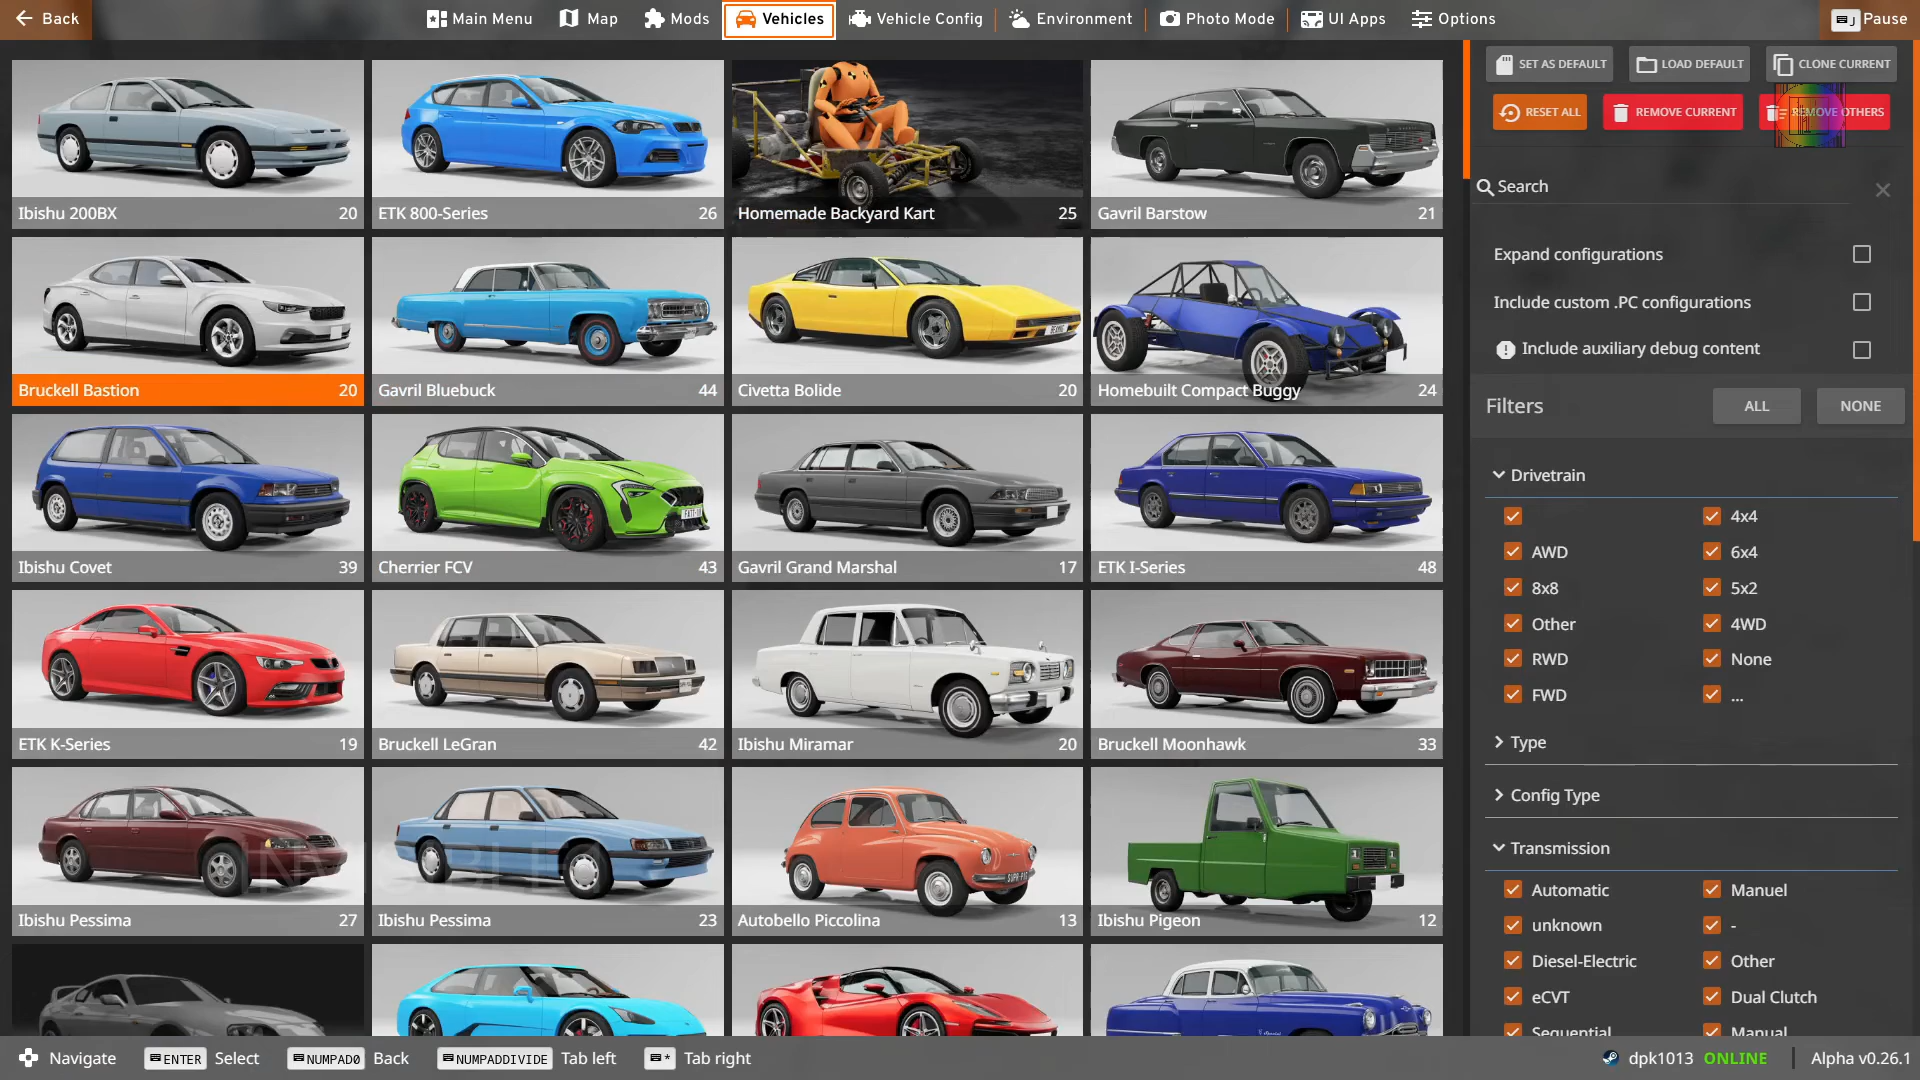 Back
Main Menu
Map
Mods
Vehicles
Vehicle Config
Environment
Photo Mode
UI Apps
Options
J Pause
SET AS DEFAULT
LOAD DEFAULT
CLONE CURRENT
RESET ALL
REMOVE CURRENT
REMOVE OTHERS
Search
Expand configurations
Include custom .PC configurations
Include auxiliary debug content
Filters
ALL
NONE
Drivetrain
4x4
AWD
6x4
8x8
5x2
Other
4WD
RWD
None
FWD
...
Type
Config Type
Transmission
Automatic
Manuel
unknown
-
Diesel-Electric
Other
eCVT
Dual Clutch
Sequential
Manual
Ibishu 200BX 20
ETK 800-Series 26
Homemade Backyard Kart 25
Gavril Barstow 21
Bruckell Bastion 20
Gavril Bluebuck 44
Civetta Bolide 20
Homebuilt Compact Buggy 24
Ibishu Covet 39
Cherrier FCV 43
Gavril Grand Marshal 17
ETK I-Series 48
ETK K-Series 19
Bruckell LeGran 42
Ibishu Miramar 20
Bruckell Moonhawk 33
Ibishu Pessima 27
Ibishu Pessima 23
Autobello Piccolina 13
Ibishu Pigeon 12
Navigate
ENTER Select
NUMPAD0 Back
NUMPADDIVIDE Tab left
* Tab right
dpk1013 ONLINE
Alpha v0.26.1